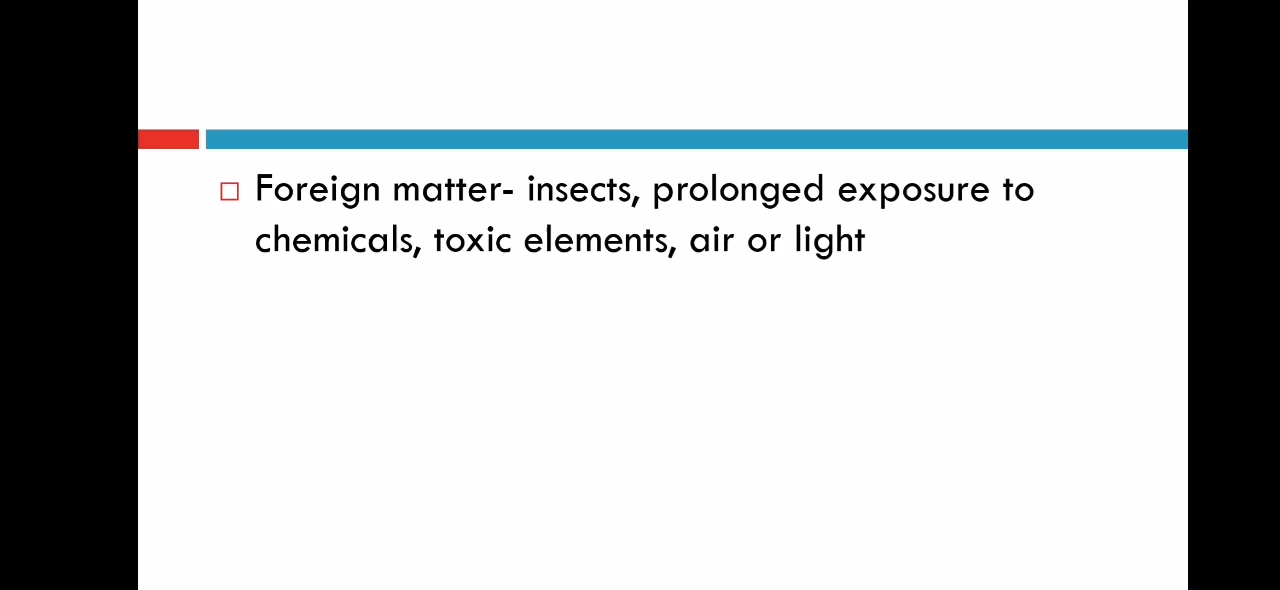 Foreign matter- insects, prolonged exposure to
chemicals, toxic elements, air or light